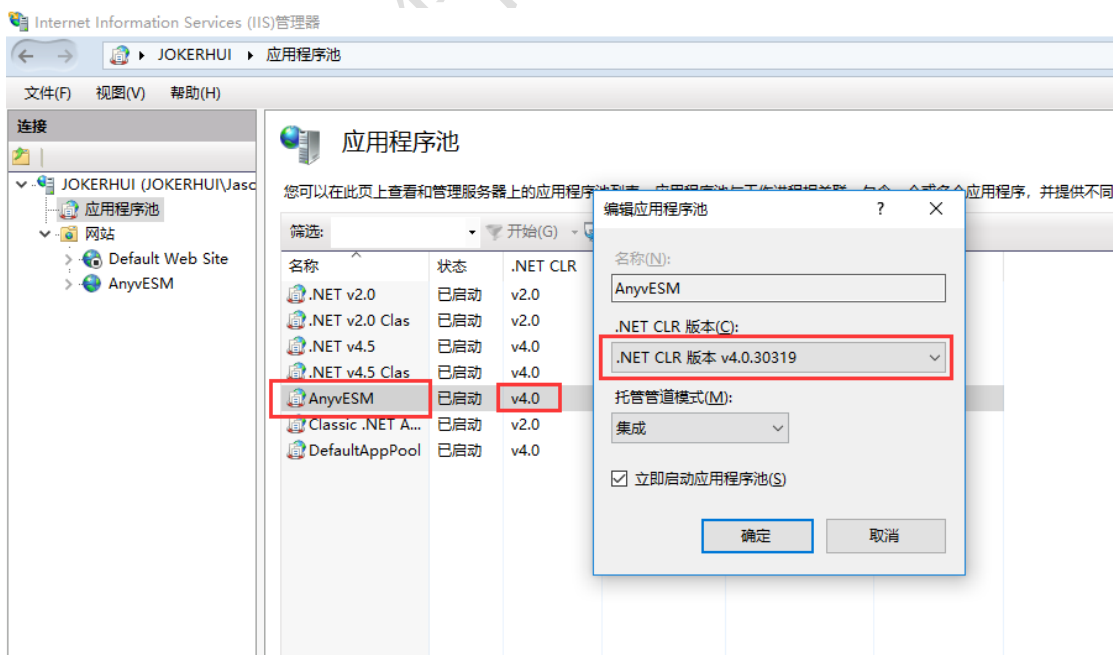 Internet Information Services (IIS)管理器
JOKERHUI
应用程序池
文件(F) 视图(V) 帮助(H)
连接
JOKERHUI (JOKERHUI\Jasc
应用程序池
网站
Default Web Site
AnyvESM
应用程序池
您可以在此页上查看和管理服务器上的应用程序池列表。应用程序池与工作进程相关联，包含一个或多个应用程序，并提供不同
筛选: 开始(G)
名称 状态 .NET CLR
.NET v2.0 已启动 v2.0
.NET v2.0 Clas 已启动 v2.0
.NET v4.5 已启动 v4.0
.NET v4.5 Clas 已启动 v4.0
AnyvESM 已启动 v4.0
Classic .NET A... 已启动 v2.0
DefaultAppPool 已启动 v4.0
编辑应用程序池 ?
名称(N):
AnyvESM
.NET CLR 版本(C):
.NET CLR 版本 v4.0.30319
托管管道模式(M):
集成
立即启动应用程序池(S)
确定 取消